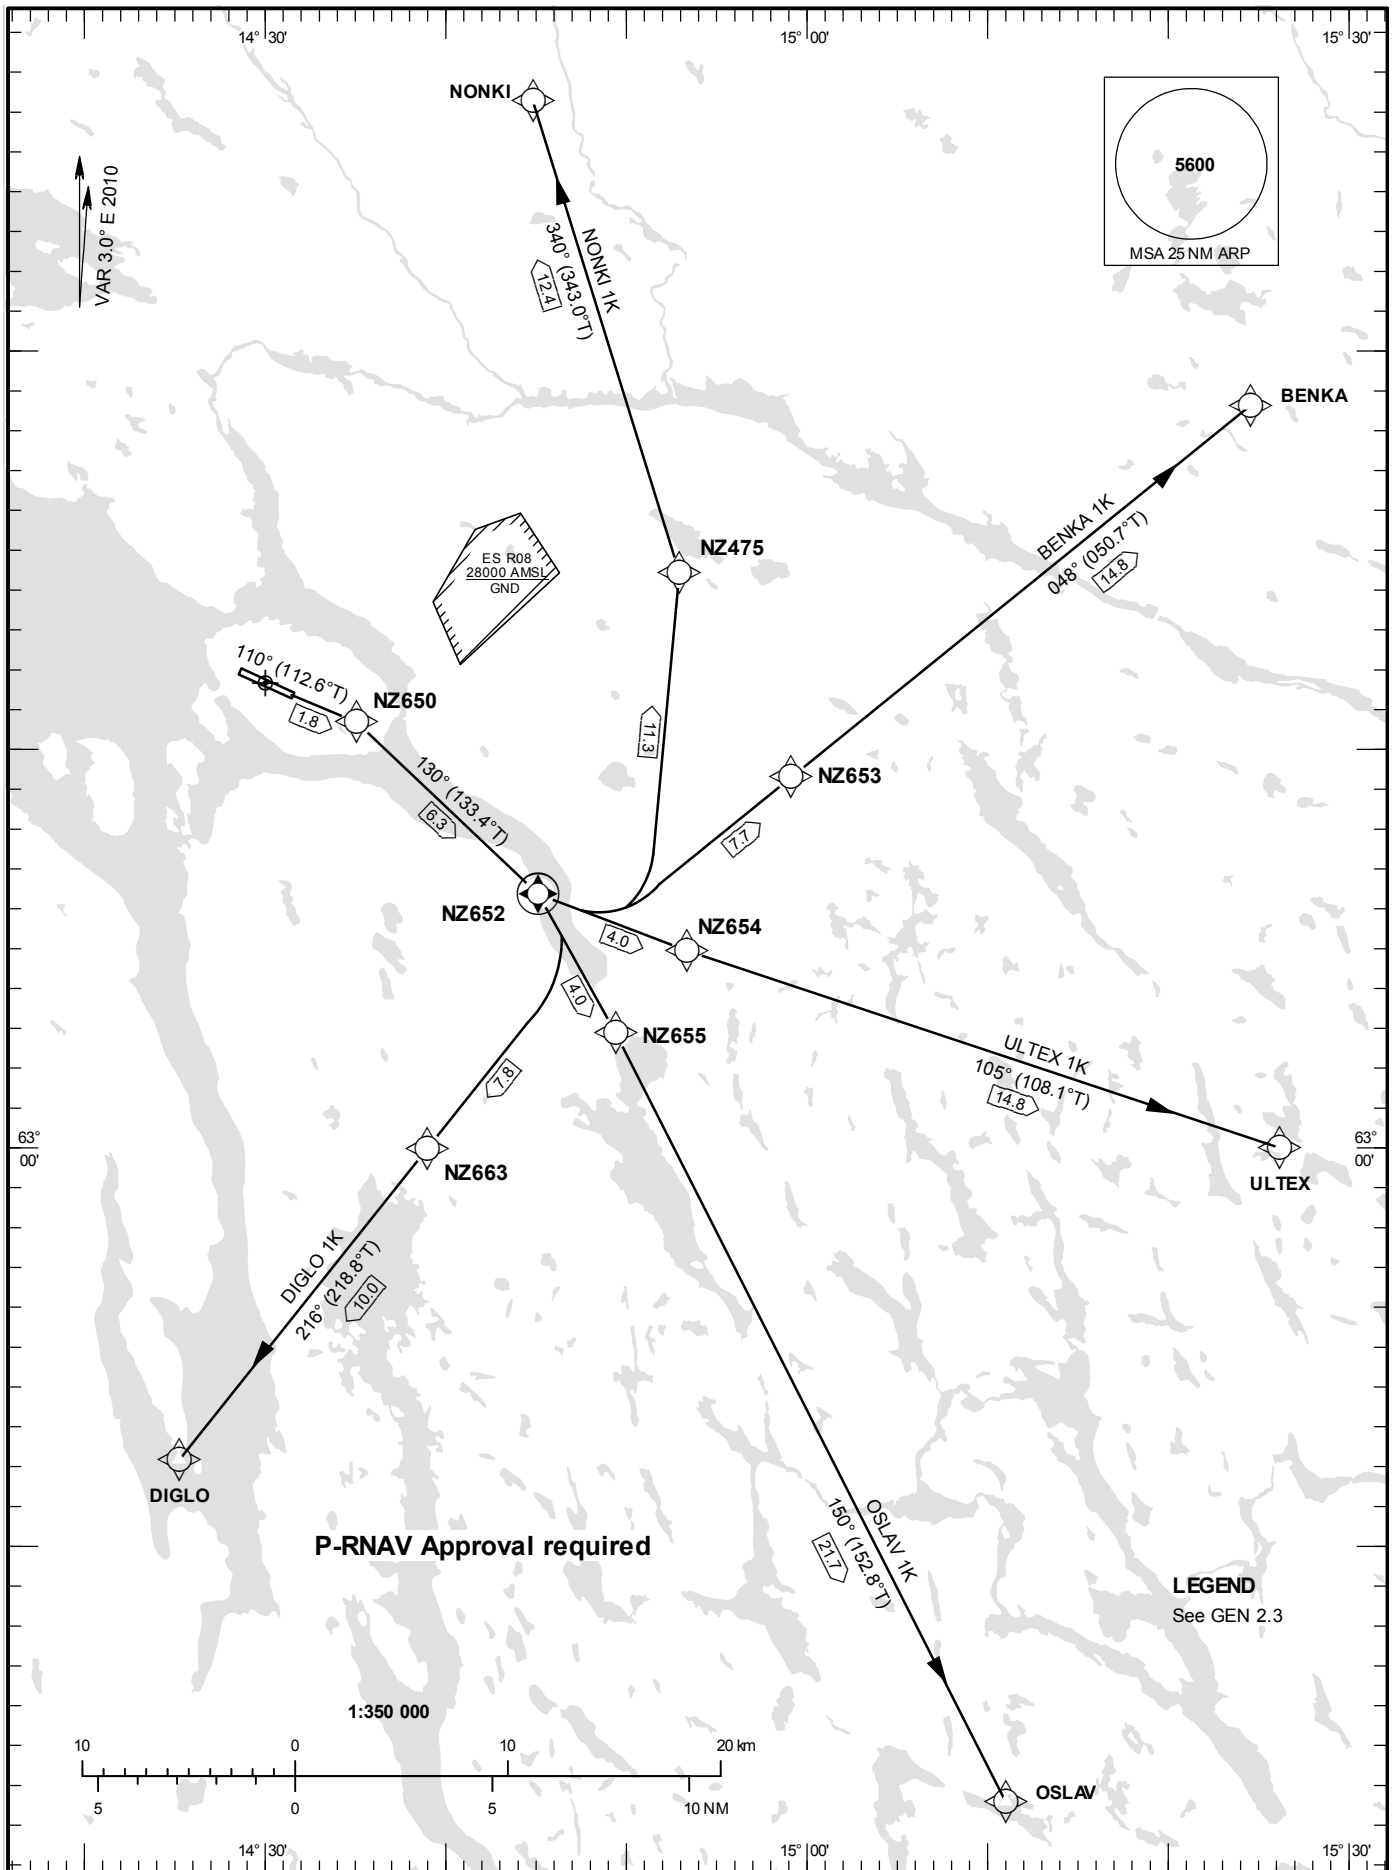 14° 30'
15° 00'
15° 30'
NONKI
5600
MSA 25 NM ARP
VAR 3.0° E 2010
NONKI 1K
340° (343.0°T)
12.4
BENKA
BENKA 1K
048° (050.7°T)
14.8
NZ475
ES R08
28000 AMSL
GND
110° (112.6°T)
1.8
NZ650
11.3
130° (133.4°T)
6.3
NZ653
7.7
NZ652
NZ654
4.0
4.0
NZ655
ULTEX 1K
105° (108.1°T)
14.8
7.8
63°
00'
63°
00'
NZ663
ULTEX
DIGLO 1K
216° (218.8°T)
10.0
DIGLO
P-RNAV Approval required
OSLAV 1K
150° (152.8°T)
21.7
LEGEND
See GEN 2.3
1:350 000
10
0
10
20 km
5
0
5
10 NM
OSLAV
14° 30'
15° 00'
15° 30'